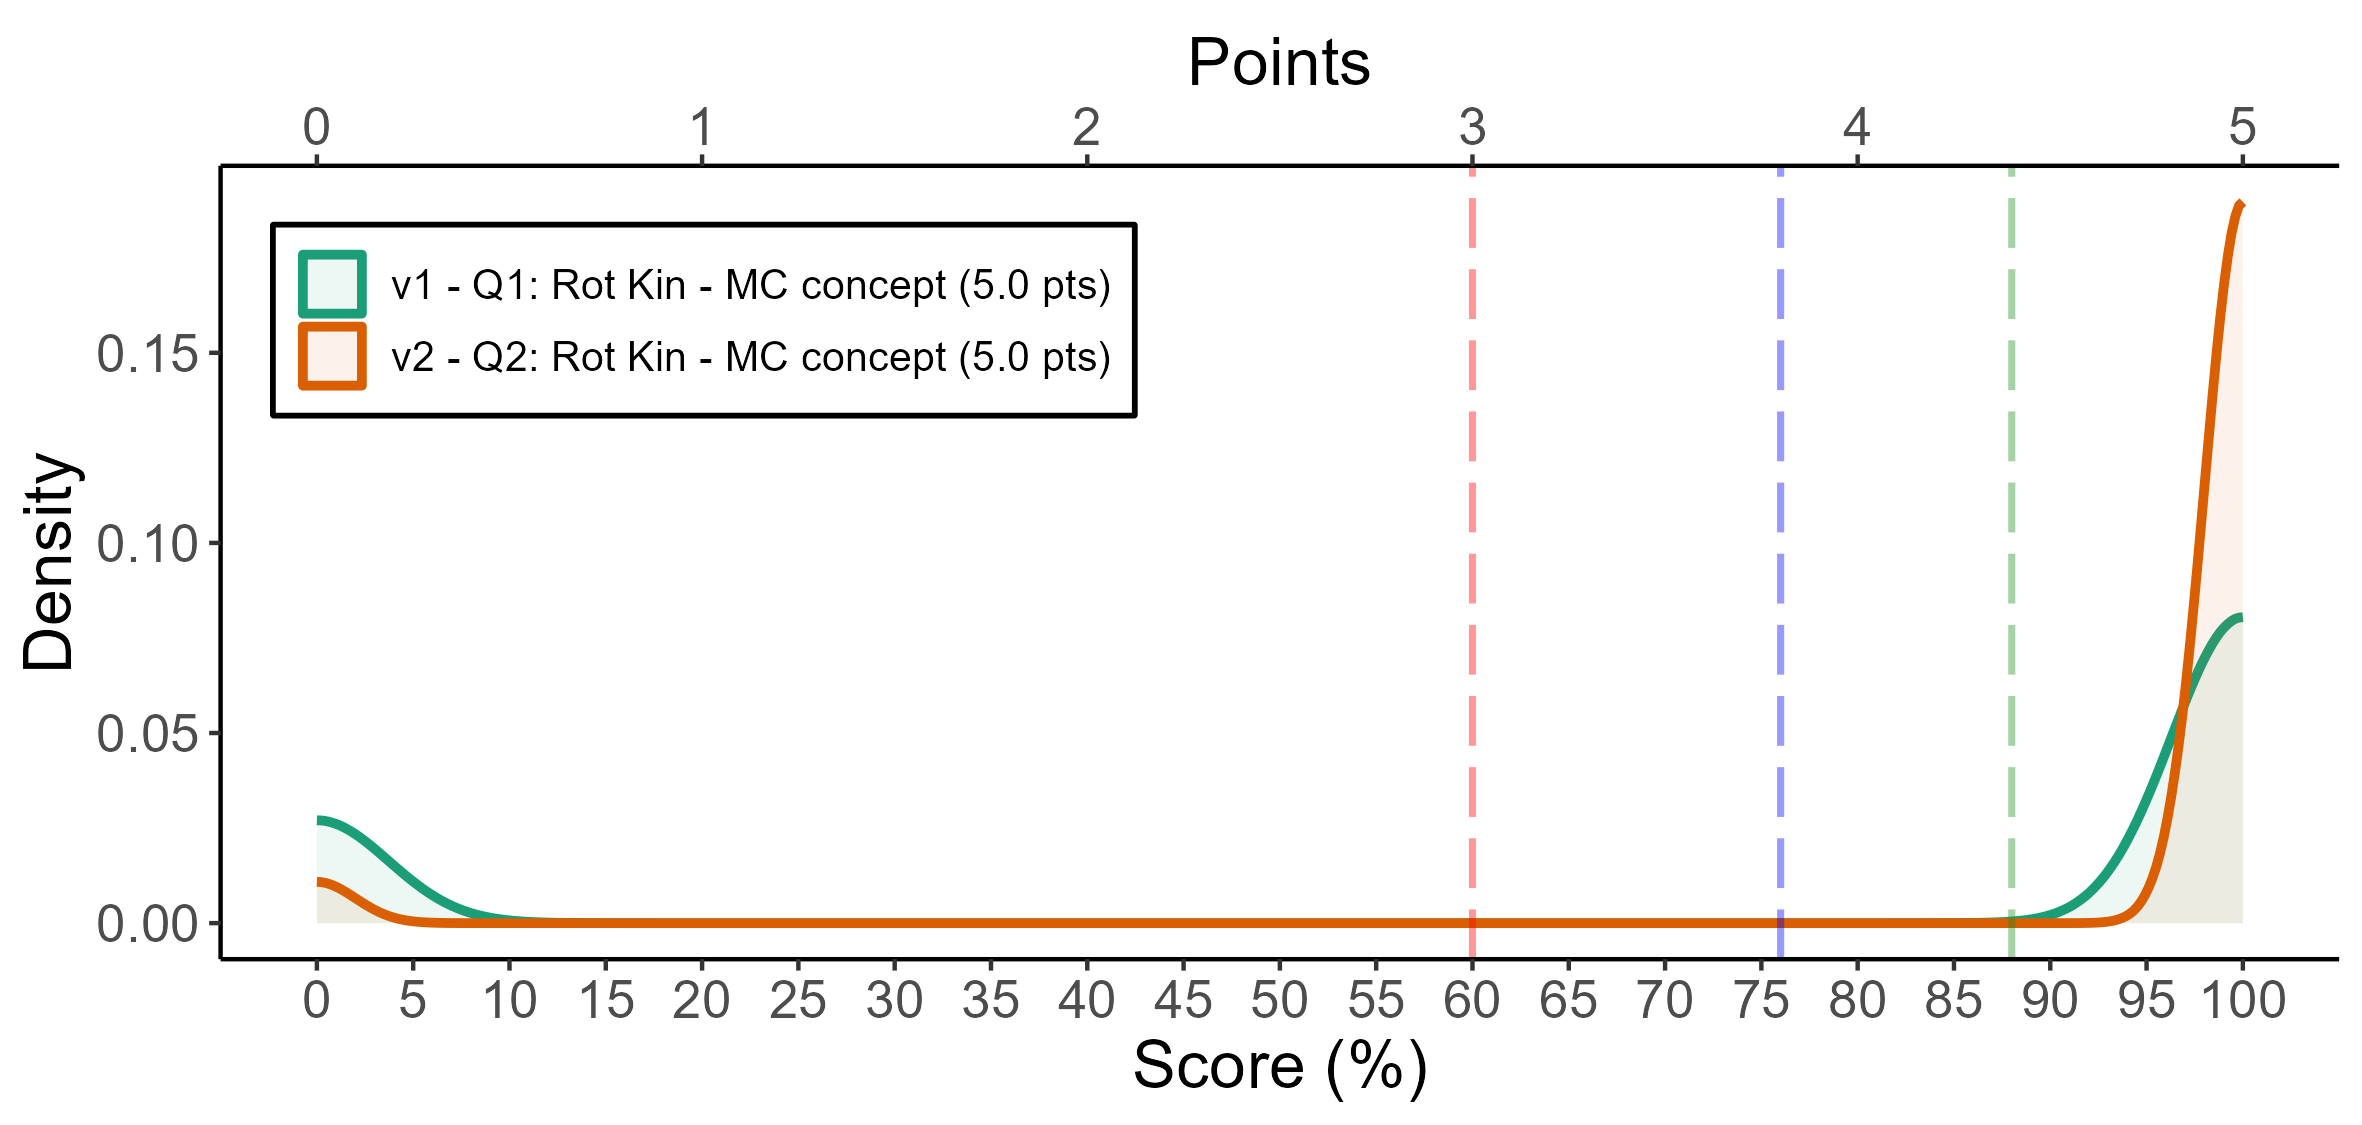 Points
0 1 2 3 4 5
v1 - Q1: Rot Kin - MC concept (5.0 pts)
v2 - Q2: Rot Kin - MC concept (5.0 pts)
Density
0.15
0.10
0.05
0.00
0 5 10 15 20 25 30 35 40 45 50 55 60 65 70 75 80 85 90 95 100
Score (%)